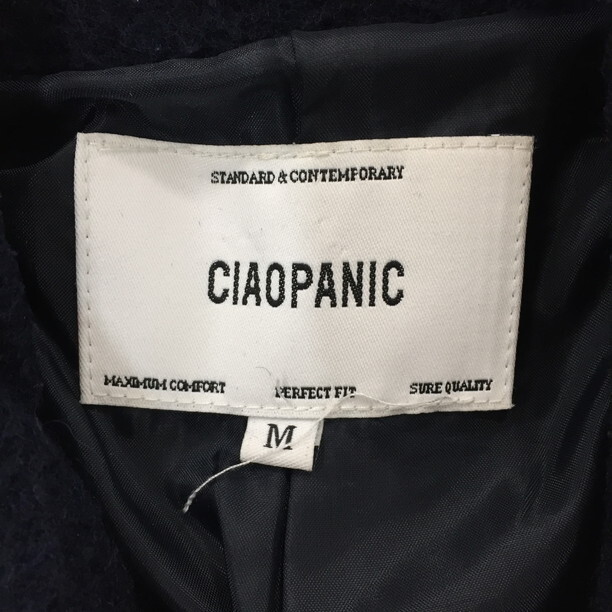 STANDARD & CONTEMPORARY
CIAOPANIC
MAXIMUM COMFORT PERFECT FIT SURE QUALITY
M